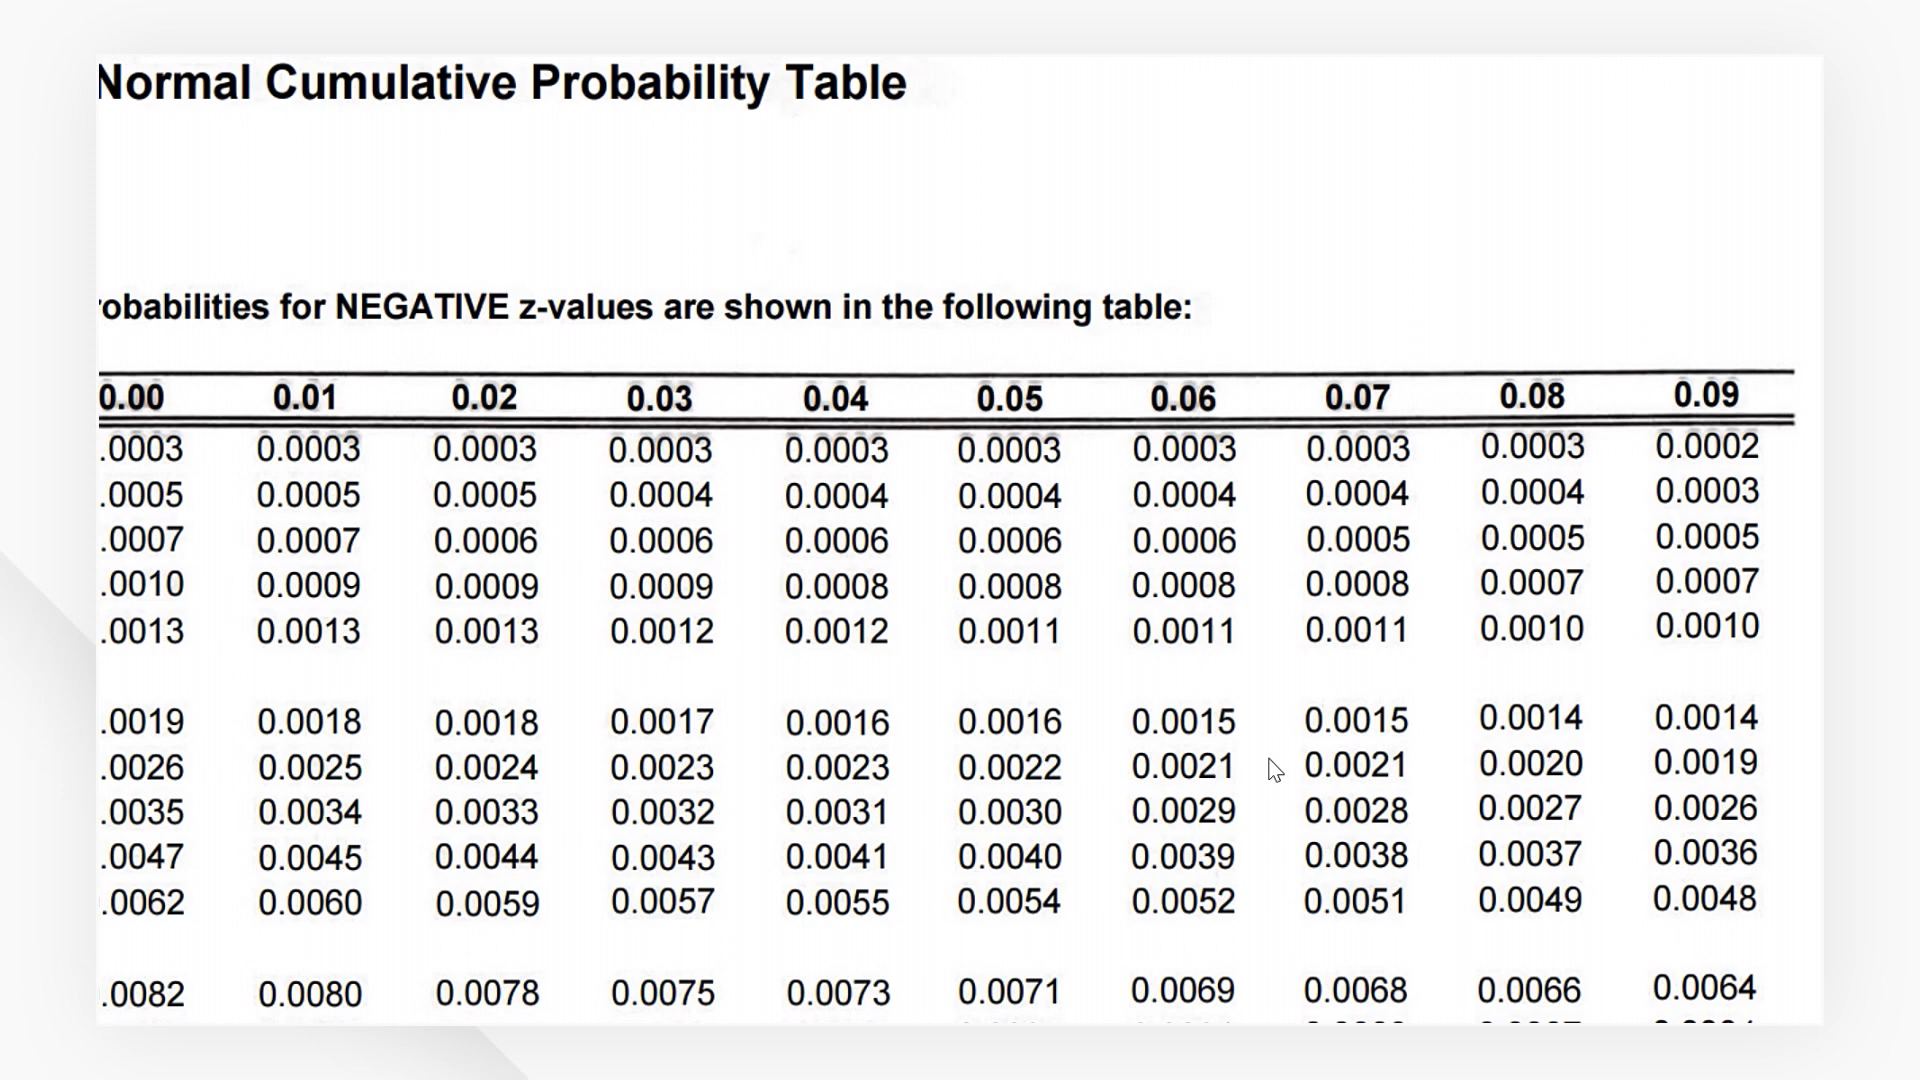 Normal Cumulative Probability Table
robabilities for NEGATIVE z-values are shown in the following table:
0.00 0.01 0.02 0.03 0.04 0.05 0.06 0.07 0.08 0.09
.0003 0.0003 0.0003 0.0003 0.0003 0.0003 0.0003 0.0003 0.0003 0.0002
.0005 0.0005 0.0005 0.0004 0.0004 0.0004 0.0004 0.0004 0.0004 0.0003
.0007 0.0007 0.0006 0.0006 0.0006 0.0006 0.0006 0.0005 0.0005 0.0005
.0010 0.0009 0.0009 0.0009 0.0008 0.0008 0.0008 0.0008 0.0007 0.0007
.0013 0.0013 0.0013 0.0012 0.0012 0.0011 0.0011 0.0011 0.0010 0.0010
.0019 0.0018 0.0018 0.0017 0.0016 0.0016 0.0015 0.0015 0.0014 0.0014
.0026 0.0025 0.0024 0.0023 0.0023 0.0022 0.0021 0.0021 0.0020 0.0019
.0035 0.0034 0.0033 0.0032 0.0031 0.0030 0.0029 0.0028 0.0027 0.0026
.0047 0.0045 0.0044 0.0043 0.0041 0.0040 0.0039 0.0038 0.0037 0.0036
.0062 0.0060 0.0059 0.0057 0.0055 0.0054 0.0052 0.0051 0.0049 0.0048
.0082 0.0080 0.0078 0.0075 0.0073 0.0071 0.0069 0.0068 0.0066 0.0064